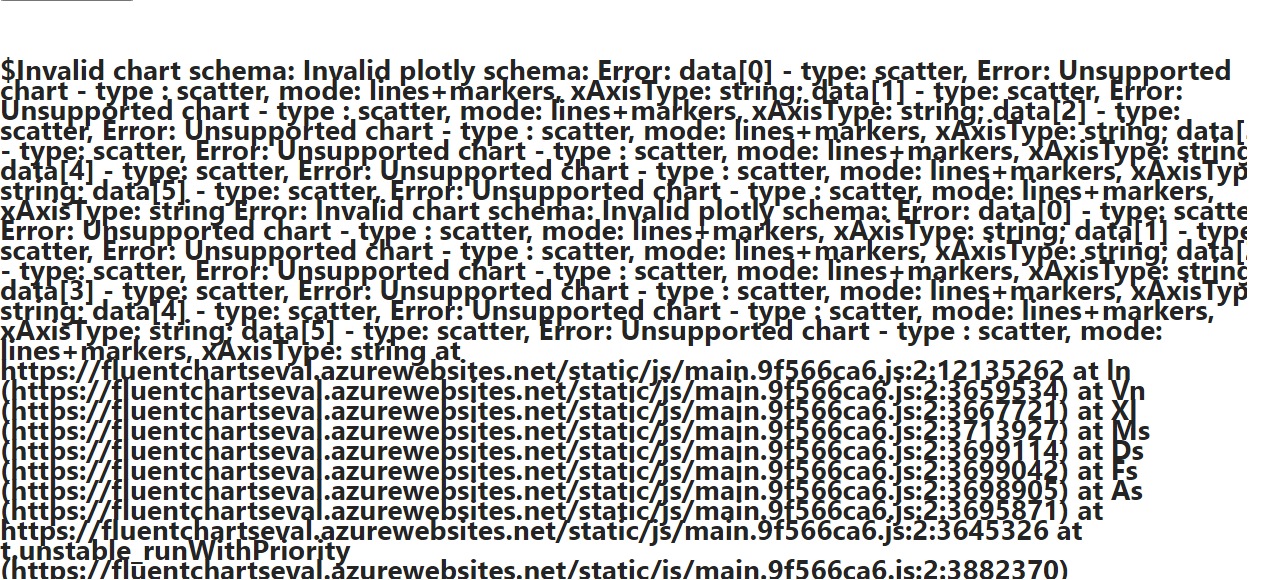 $Invalid chart schema: Invalid plotly schema: Error: data[0] - type: scatter, Error: Unsupported
chart - type : scatter, mode: lines+markers, xAxisType: string; data[1] - type: scatter, Error:
Unsupported chart - type : scatter, mode: lines+markers, xAxisType: string; data[2] - type:
scatter, Error: Unsupported chart - type : scatter, mode: lines+markers, xAxisType: string; data[
- type: scatter, Error: Unsupported chart - type : scatter, mode: lines+markers, xAxisType: string
data[4] - type: scatter, Error: Unsupported chart - type : scatter, mode: lines+markers, xAxisTyp
string; data[5] - type: scatter, Error: Unsupported chart - type : scatter, mode: lines+markers,
xAxisType: string Error: Invalid chart schema: Invalid plotly schema: Error: data[0] - type: scatte
Error: Unsupported chart - type : scatter, mode: lines+markers, xAxisType: string; data[1] - type
scatter, Error: Unsupported chart - type : scatter, mode: lines+markers, xAxisType: string; data[
- type: scatter, Error: Unsupported chart - type : scatter, mode: lines+markers, xAxisType: string
data[3] - type: scatter, Error: Unsupported chart - type : scatter, mode: lines+markers, xAxisTyp
string; data[4] - type: scatter, Error: Unsupported chart - type : scatter, mode: lines+markers,
xAxisType: string; data[5] - type: scatter, Error: Unsupported chart - type : scatter, mode:
lines+markers, xAxisType: string at
https://fluentchartseval.azurewebsites.net/static/js/main.9f566ca6.js:2:12135262 at ln
(https://fluentchartseval.azurewebsites.net/static/js/main.9f566ca6.js:2:3659534) at Vn
(https://fluentchartseval.azurewebsites.net/static/js/main.9f566ca6.js:2:3667721) at Xl
(https://fluentchartseval.azurewebsites.net/static/js/main.9f566ca6.js:2:3713927) at Ms
(https://fluentchartseval.azurewebsites.net/static/js/main.9f566ca6.js:2:3699114) at Ds
(https://fluentchartseval.azurewebsites.net/static/js/main.9f566ca6.js:2:3699042) at Fs
(https://fluentchartseval.azurewebsites.net/static/js/main.9f566ca6.js:2:3698905) at As
(https://fluentchartseval.azurewebsites.net/static/js/main.9f566ca6.js:2:3695871) at
https://fluentchartseval.azurewebsites.net/static/js/main.9f566ca6.js:2:3645326 at
t.unstable_runWithPriority
(https://fluentchartseval.azurewebsites.net/static/js/main.9f566ca6.js:2:3882370)